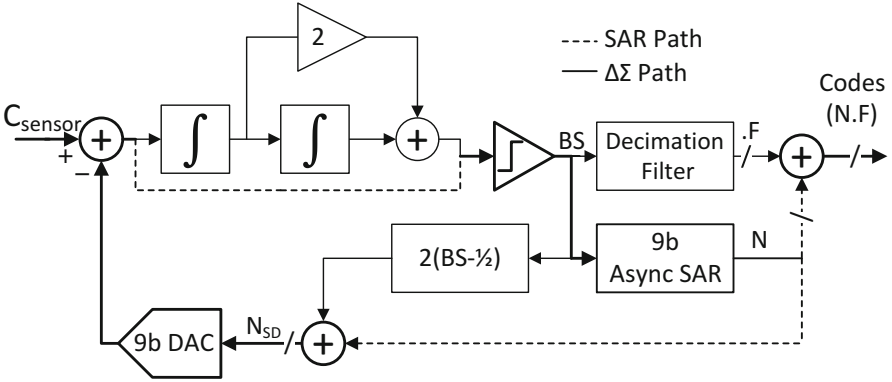 2
SAR Path
ΔΣ Path
Codes
(N.F)
C_sensor
+
+
−
∫
∫
+
BS
Decimation
Filter
.F
+
2(BS-½)
9b
Async SAR
N
9b DAC
N_SD
+